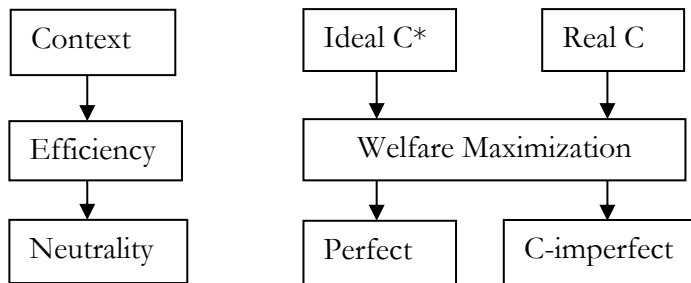 Context
Ideal C*
Real C
Efficiency
Welfare Maximization
Neutrality
Perfect
C-imperfect